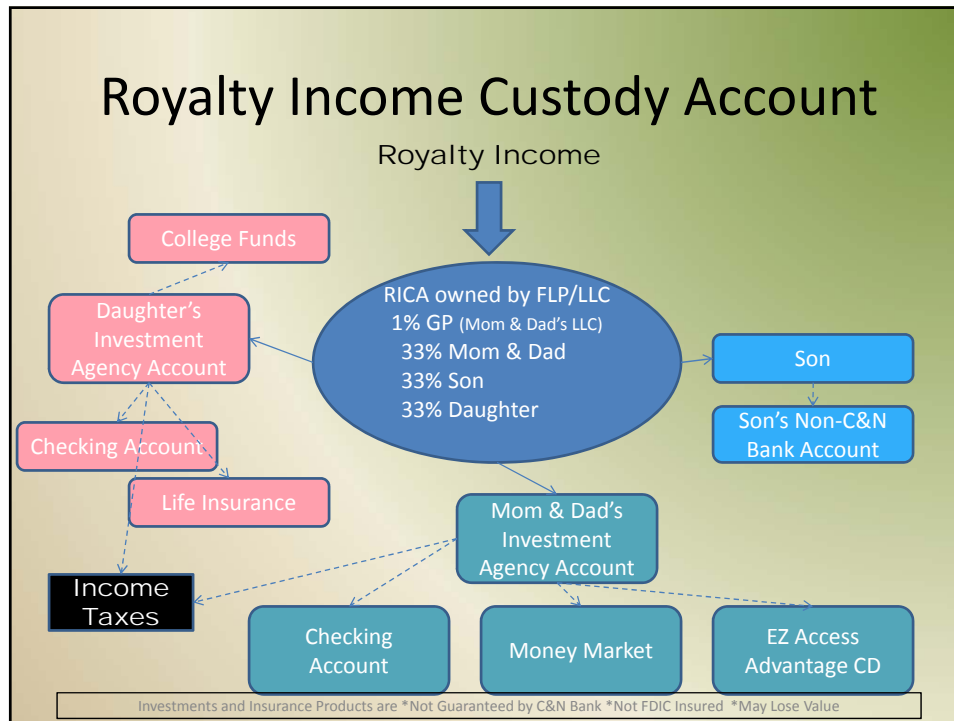 Royalty Income Custody Account
Royalty Income
College Funds
Daughter's
Investment
Agency Account
Checking Account
Life Insurance
Income
Taxes
RICA owned by FLP/LLC
1% GP (Mom & Dad's LLC)
33% Mom & Dad
33% Son
33% Daughter
Son
Son's Non-C&N
Bank Account
Mom & Dad's
Investment
Agency Account
Checking
Account
Money Market
EZ Access
Advantage CD
Investments and Insurance Products are *Not Guaranteed by C&N Bank *Not FDIC Insured *May Lose Value